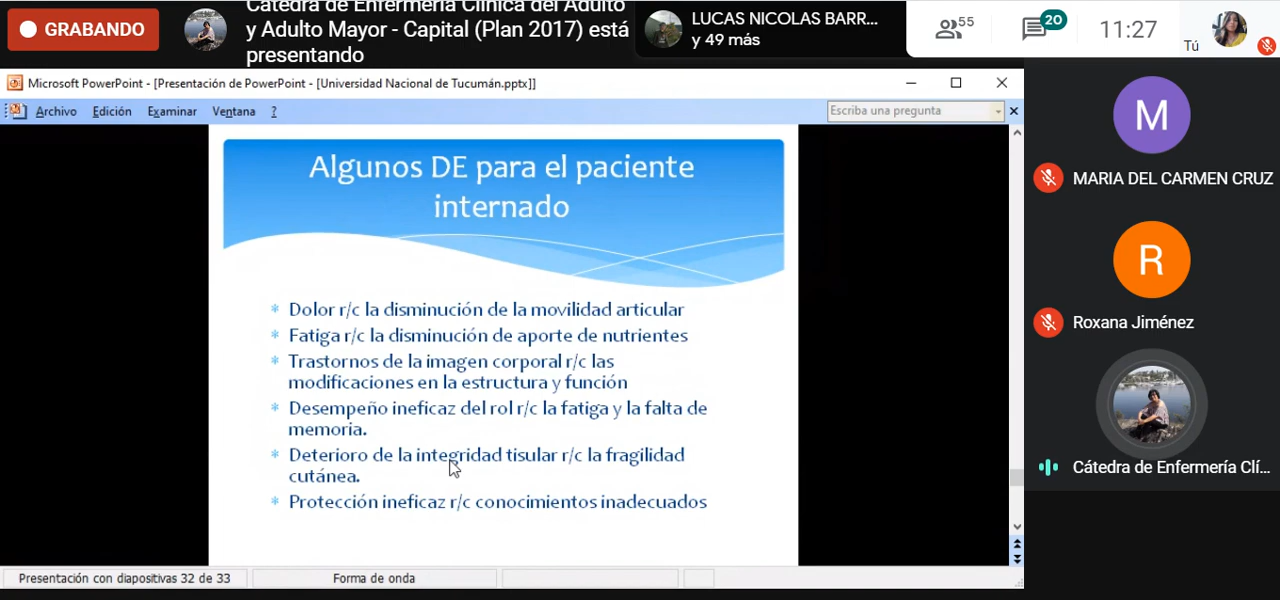 GRABANDO
Cátedra de Enfermería Clínica del Adulto
y Adulto Mayor - Capital (Plan 2017) está
presentando
LUCAS NICOLAS BARR...
y 49 más
55
20
11:27
Tú
Microsoft PowerPoint - [Presentación de PowerPoint - [Universidad Nacional de Tucumán.pptx]]
Archivo Edición Examinar Ventana ?
Escriba una pregunta
Algunos DE para el paciente
internado
* Dolor r/c la disminución de la movilidad articular
* Fatiga r/c la disminución de aporte de nutrientes
* Trastornos de la imagen corporal r/c las
modificaciones en la estructura y función
* Desempeño ineficaz del rol r/c la fatiga y la falta de
memoria.
* Deterioro de la integridad tisular r/c la fragilidad
cutánea.
* Protección ineficaz r/c conocimientos inadecuados
Presentación con diapositivas 32 de 33
Forma de onda
M
MARIA DEL CARMEN CRUZ
R
Roxana Jiménez
Cátedra de Enfermería Clí...